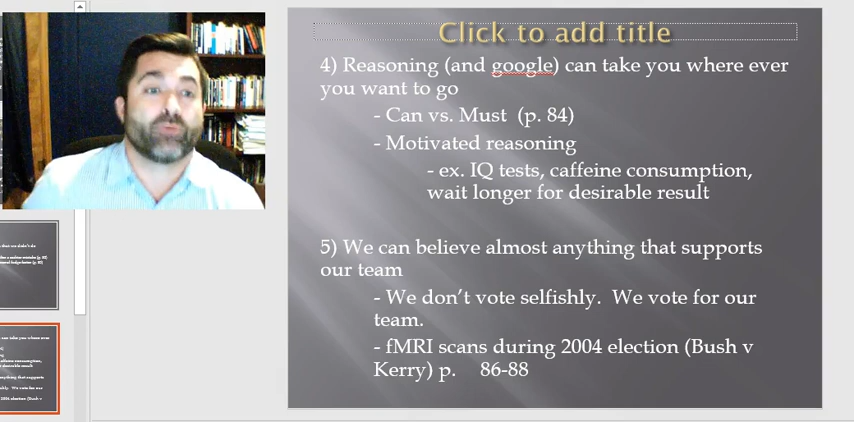 Click to add title
4) Reasoning (and google) can take you where ever
you want to go
- Can vs. Must (p. 84)
- Motivated reasoning
- ex. IQ tests, caffeine consumption,
wait longer for desirable result
5) We can believe almost anything that supports
our team
- We don't vote selfishly. We vote for our
team.
- fMRI scans during 2004 election (Bush v
Kerry) p. 86-88